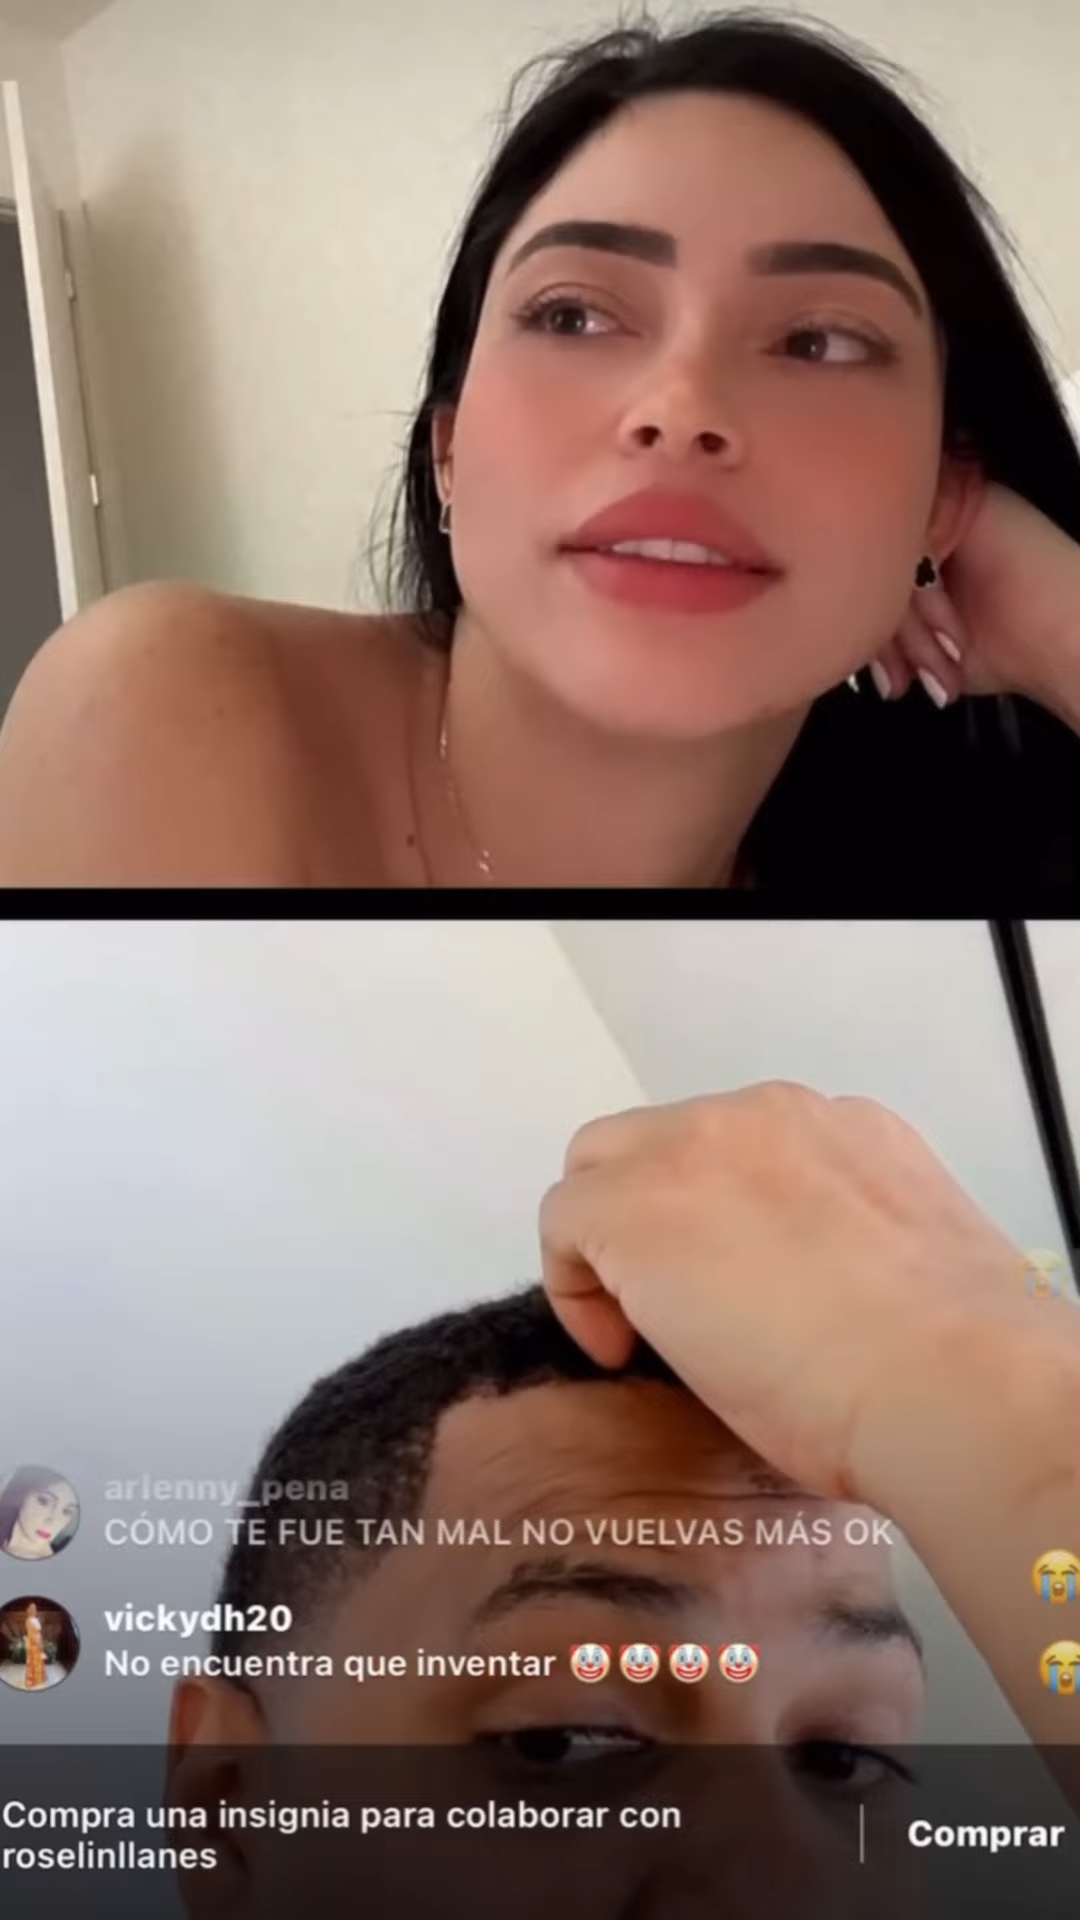 arlenny_pena
CÓMO TE FUE TAN MAL NO VUELVAS MÁS OK
vickydh20
No encuentra que inventar 🤡🤡🤡🤡
Compra una insignia para colaborar con
roselinllanes
Comprar